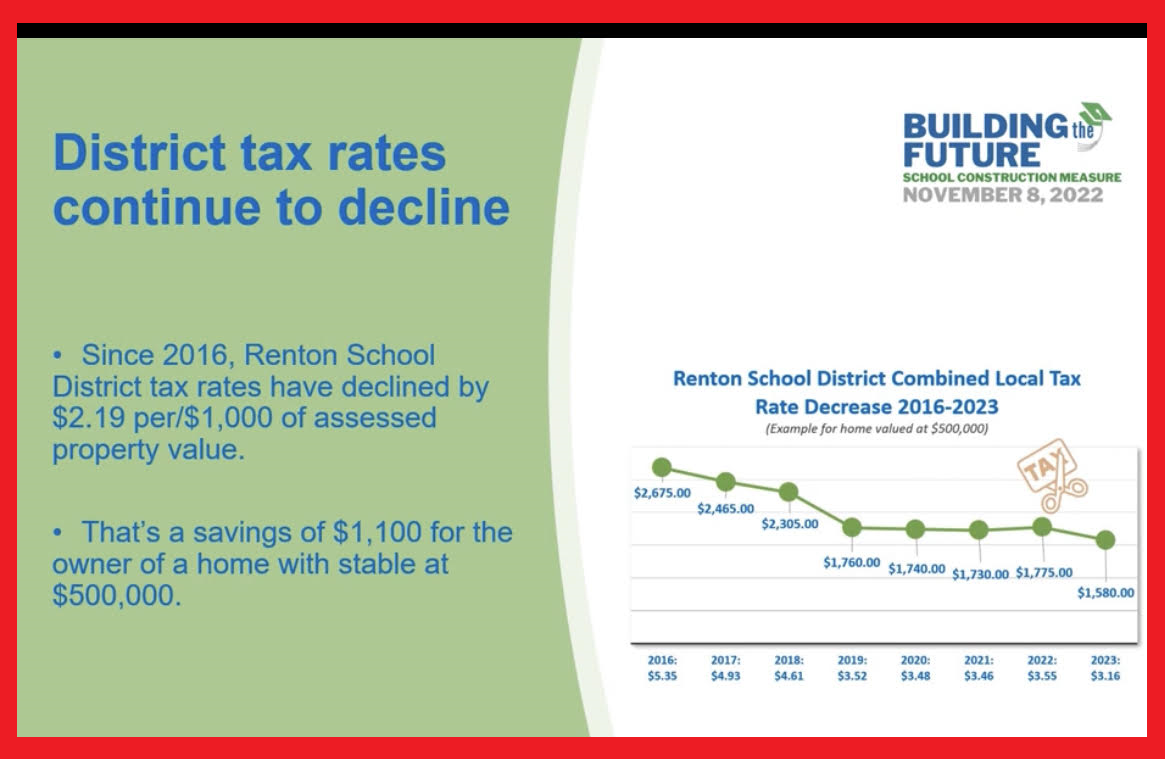 District tax rates
continue to decline
• Since 2016, Renton School
District tax rates have declined by
$2.19 per/$1,000 of assessed
property value.
• That’s a savings of $1,100 for the
owner of a home with stable at
$500,000.
BUILDING the
FUTURE
SCHOOL CONSTRUCTION MEASURE
NOVEMBER 8, 2022
Renton School District Combined Local Tax
Rate Decrease 2016-2023
(Example for home valued at $500,000)
TAX
$2,675.00
$2,465.00
$2,305.00
$1,760.00
$1,740.00
$1,730.00
$1,775.00
$1,580.00
2016: 2017: 2018: 2019: 2020: 2021: 2022: 2023:
$5.35 $4.93 $4.61 $3.52 $3.48 $3.46 $3.55 $3.16